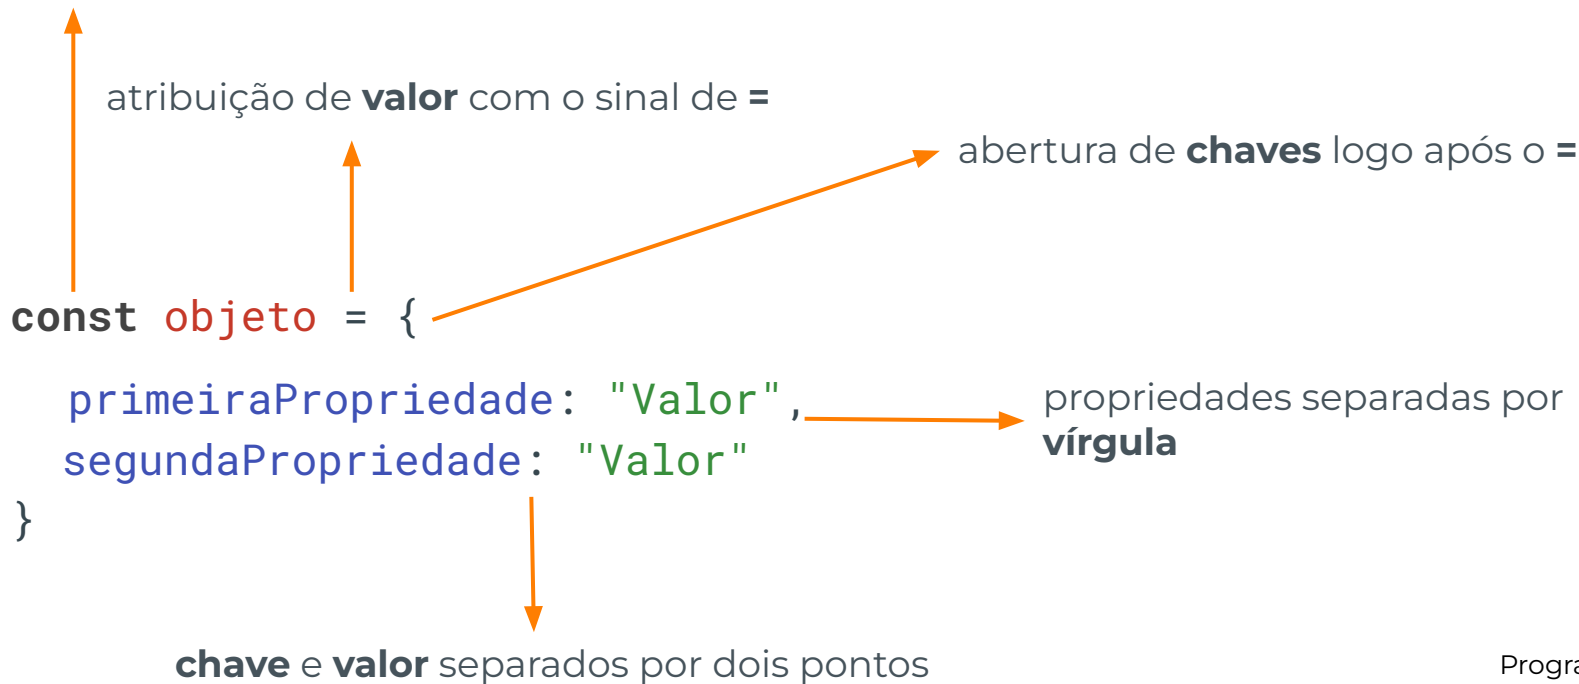 atribuição de valor com o sinal de =
abertura de chaves logo após o =
const objeto = {
primeiraPropriedade: "Valor",
propriedades separadas por
vírgula
segundaPropriedade: "Valor"
}
chave e valor separados por dois pontos
Progra